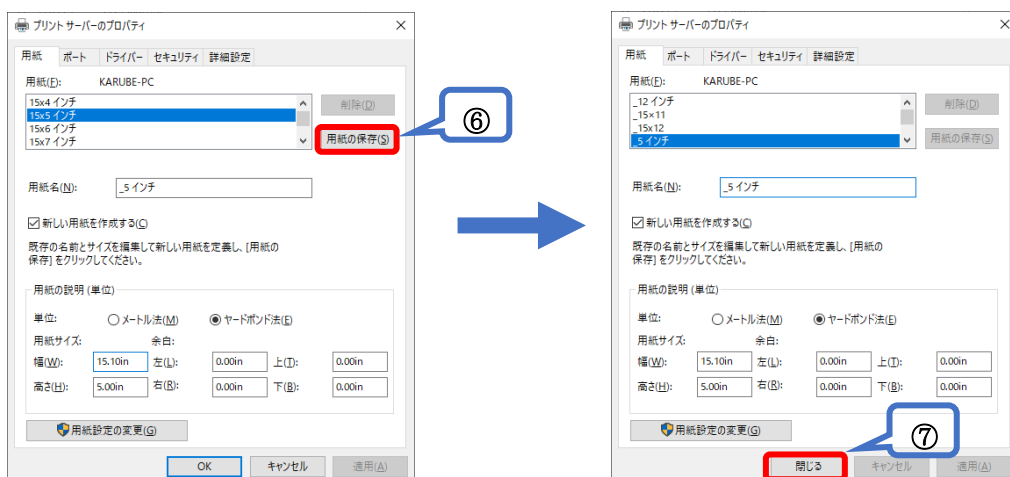 プリント サーバーのプロパティ
用紙 ポート ドライバー セキュリティ 詳細設定
用紙(F): KARUBE-PC
15x4 インチ
15x5 インチ
15x6 インチ
15x7 インチ
削除(D)
用紙の保存(S)
⑥
用紙名(N): _5 インチ
新しい用紙を作成する(C)
既存の名前とサイズを編集して新しい用紙を定義し、[用紙の
保存] をクリックしてください。
用紙の説明 (単位)
単位: メートル法(M) ヤードポンド法(E)
用紙サイズ: 余白:
幅(W): 15.10in 左(L): 0.00in 上(T): 0.00in
高さ(H): 5.00in 右(R): 0.00in 下(B): 0.00in
用紙設定の変更(G)
OK キャンセル 適用(A)
プリント サーバーのプロパティ
用紙 ポート ドライバー セキュリティ 詳細設定
用紙(F): KARUBE-PC
_12 インチ
_15×11
_15x12
_5 インチ
削除(D)
用紙の保存(S)
用紙名(N): _5 インチ
新しい用紙を作成する(C)
既存の名前とサイズを編集して新しい用紙を定義し、[用紙の
保存] をクリックしてください。
用紙の説明 (単位)
単位: メートル法(M) ヤードポンド法(E)
用紙サイズ: 余白:
幅(W): 15.10in 左(L): 0.00in 上(T): 0.00in
高さ(H): 5.00in 右(R): 0.00in 下(B): 0.00in
用紙設定の変更(G)
⑦
閉じる キャンセル 適用(A)